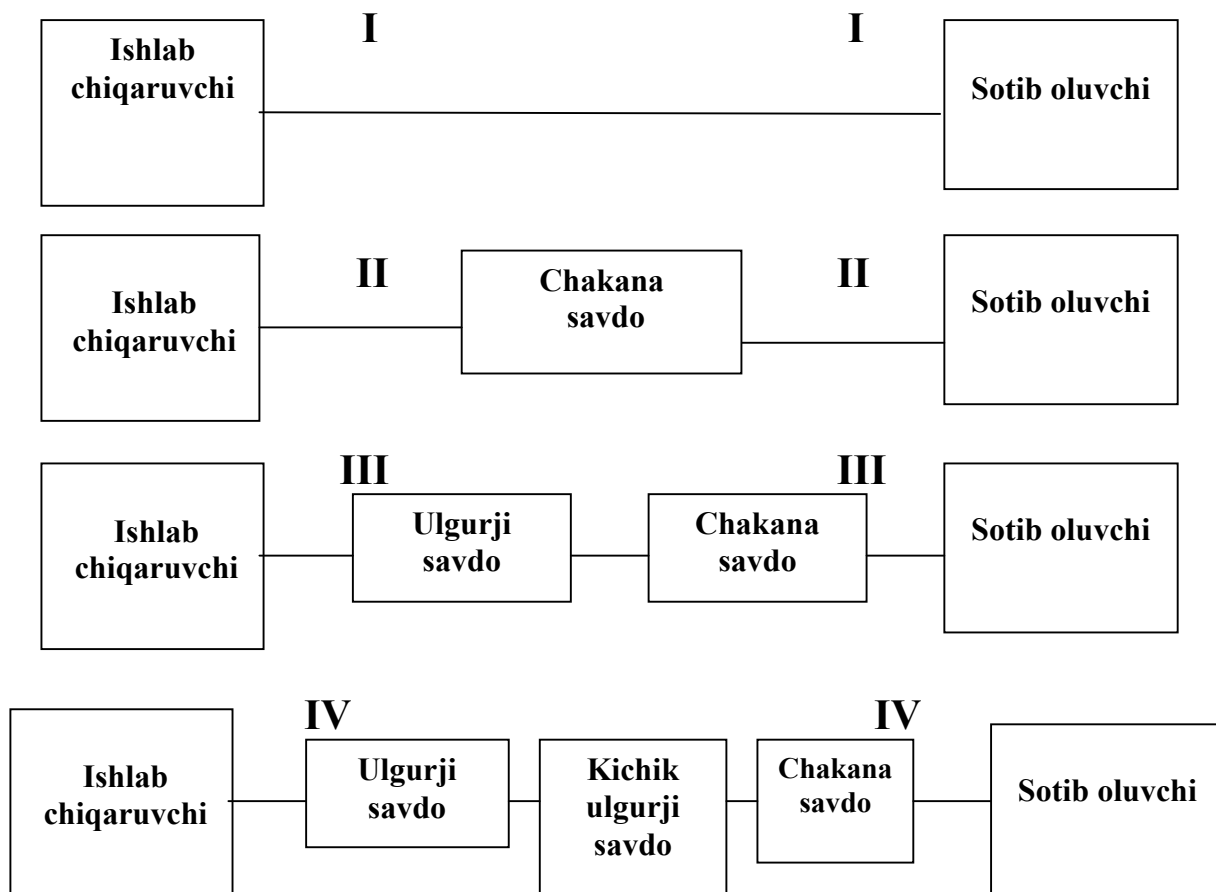 I I
Ishlab
chiqaruvchi
Sotib oluvchi
II II
Ishlab
chiqaruvchi
Chakana
savdo
Sotib oluvchi
III III
Ishlab
chiqaruvchi
Ulgurji
savdo
Chakana
savdo
Sotib oluvchi
IV IV
Ishlab
chiqaruvchi
Ulgurji
savdo
Kichik
ulgurji
savdo
Chakana
savdo
Sotib oluvchi